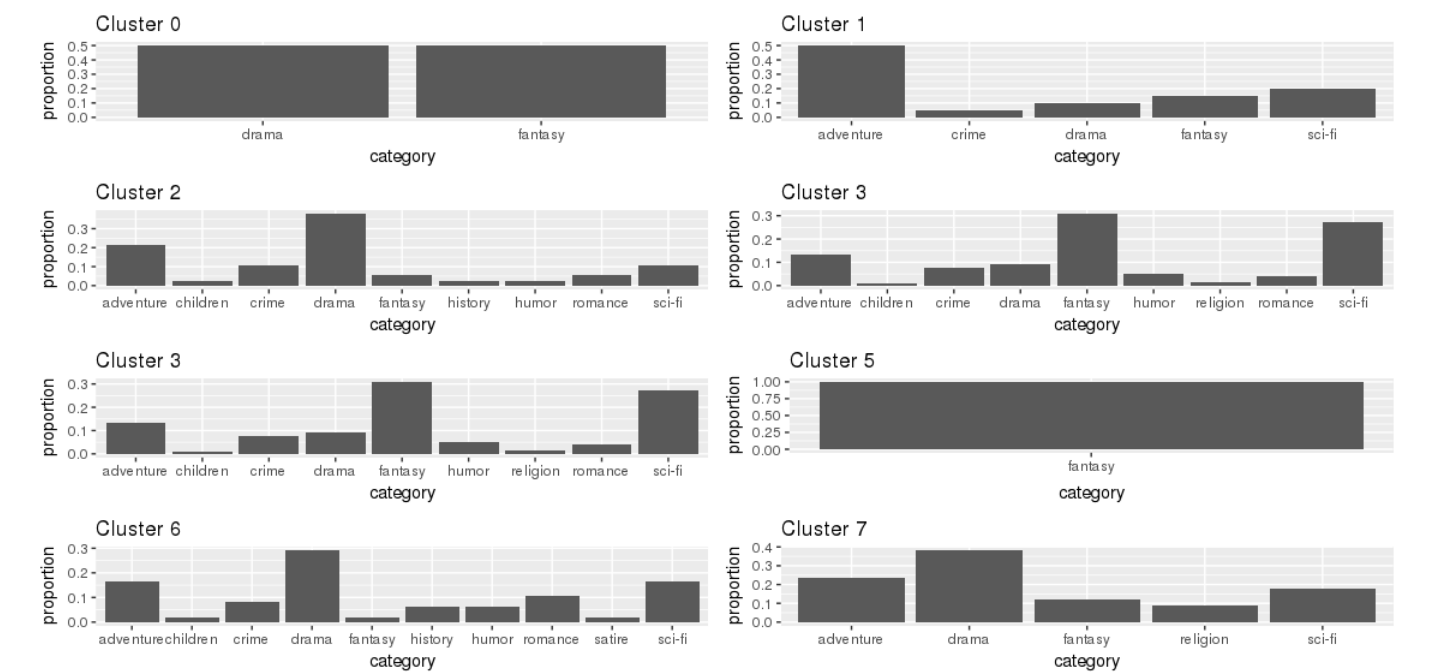 Cluster 0
proportion
0.5
0.4
0.3
0.2
0.1
0.0
drama fantasy
category
Cluster 1
proportion
0.5
0.4
0.3
0.2
0.1
0.0
adventure crime drama fantasy sci-fi
category
Cluster 2
proportion
0.3
0.2
0.1
0.0
adventure children crime drama fantasy history humor romance sci-fi
category
Cluster 3
proportion
0.3
0.2
0.1
0.0
adventure children crime drama fantasy humor religion romance sci-fi
category
Cluster 3
proportion
0.3
0.2
0.1
0.0
adventure children crime drama fantasy humor religion romance sci-fi
category
Cluster 5
proportion
1.00
0.75
0.50
0.25
0.00
fantasy
category
Cluster 6
proportion
0.3
0.2
0.1
0.0
adventure children crime drama fantasy history humor romance satire sci-fi
category
Cluster 7
proportion
0.4
0.3
0.2
0.1
0.0
adventure drama fantasy religion sci-fi
category